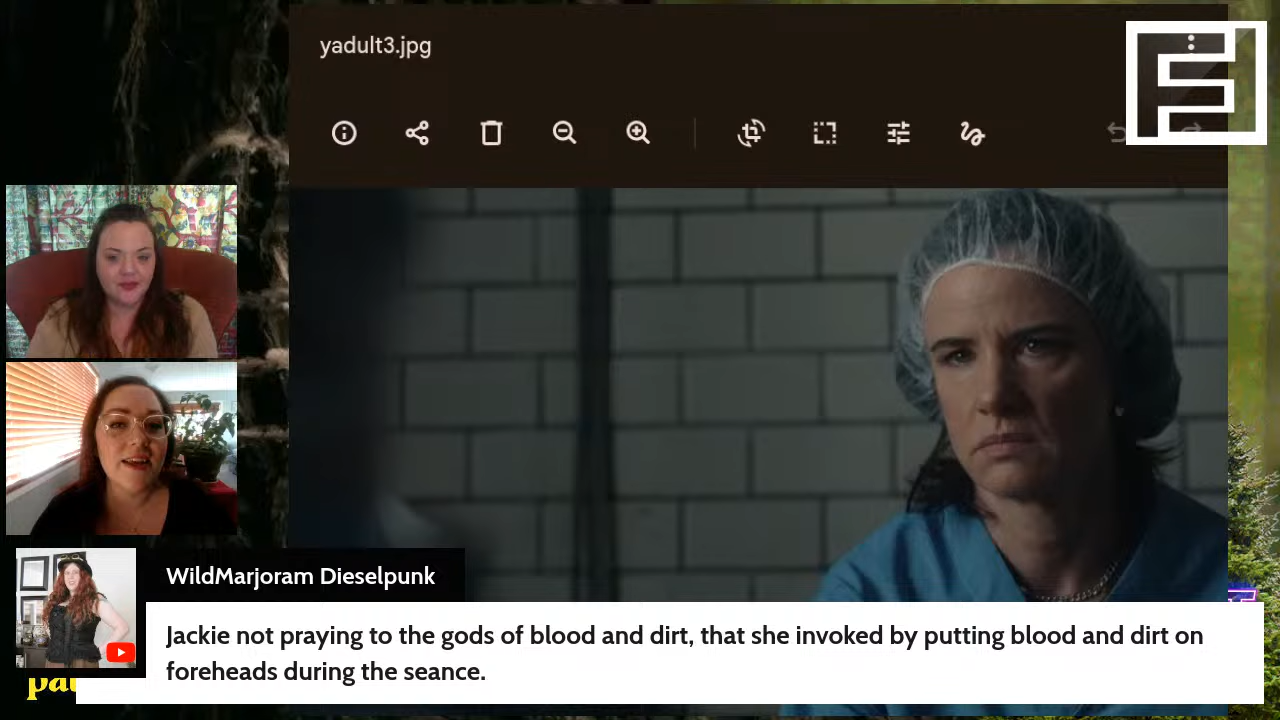 yadult3.jpg
WildMarjoram Dieselpunk
Jackie not praying to the gods of blood and dirt, that she invoked by putting blood and dirt on
foreheads during the seance.